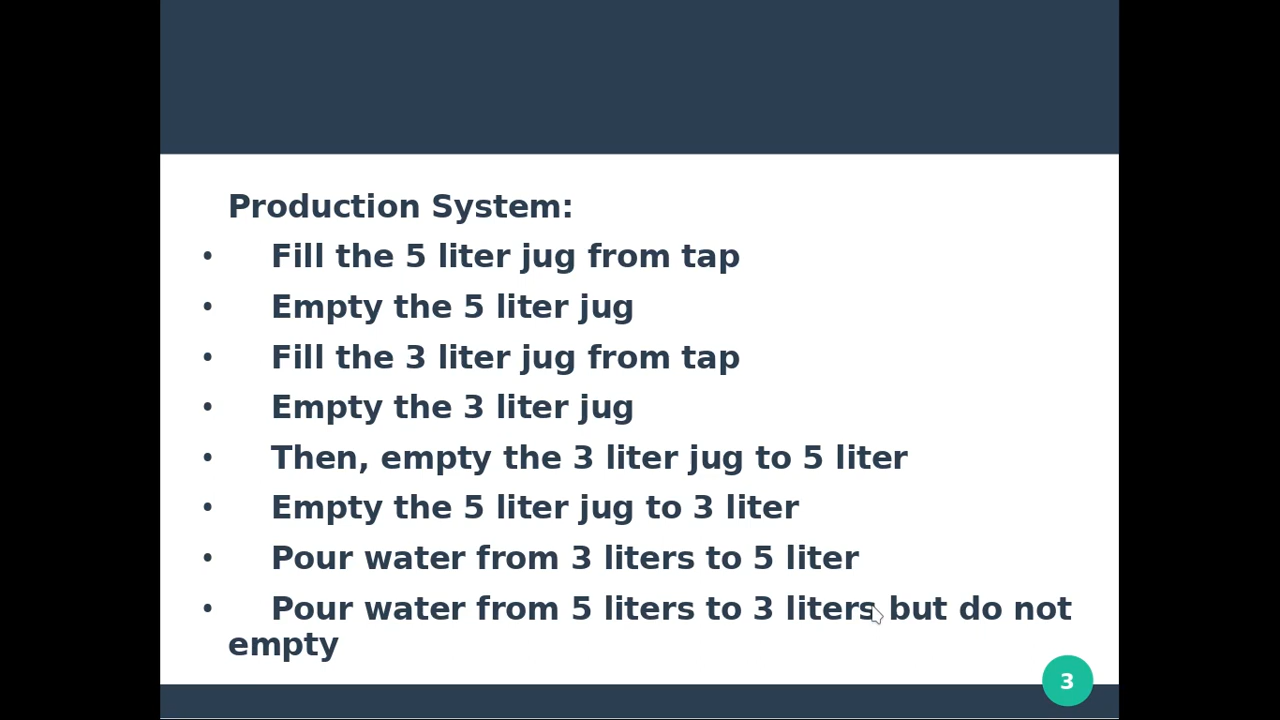 Production System:
• Fill the 5 liter jug from tap
• Empty the 5 liter jug
• Fill the 3 liter jug from tap
• Empty the 3 liter jug
• Then, empty the 3 liter jug to 5 liter
• Empty the 5 liter jug to 3 liter
• Pour water from 3 liters to 5 liter
• Pour water from 5 liters to 3 liters but do not
empty
3